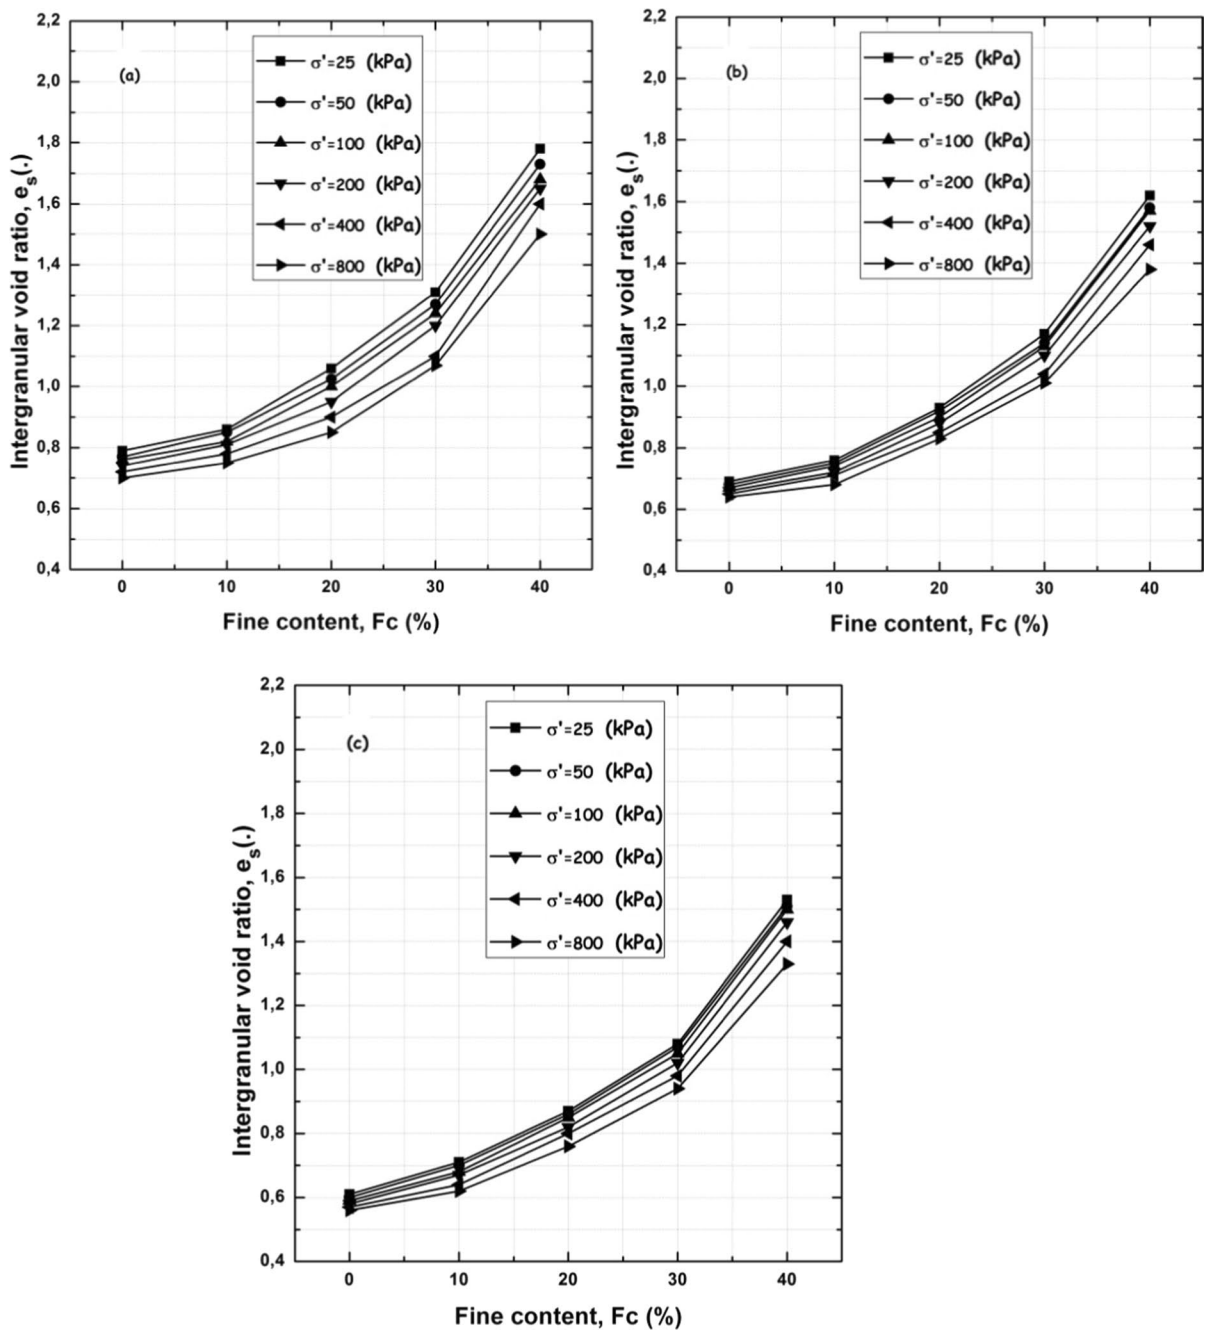 2,2
2,0
1,8
1,6
1,4
1,2
1,0
0,8
0,6
0,4
0 10 20 30 40
Intergranular void ratio, es(.)
Fine content, Fc (%)
(a)
σ'=25 (kPa)
σ'=50 (kPa)
σ'=100 (kPa)
σ'=200 (kPa)
σ'=400 (kPa)
σ'=800 (kPa)
2,2
2,0
1,8
1,6
1,4
1,2
1,0
0,8
0,6
0,4
0 10 20 30 40
Intergranular void ratio, es(.)
Fine content, Fc (%)
(b)
σ'=25 (kPa)
σ'=50 (kPa)
σ'=100 (kPa)
σ'=200 (kPa)
σ'=400 (kPa)
σ'=800 (kPa)
2,2
2,0
1,8
1,6
1,4
1,2
1,0
0,8
0,6
0,4
0 10 20 30 40
Intergranular void ratio, es(.)
Fine content, Fc (%)
(c)
σ'=25 (kPa)
σ'=50 (kPa)
σ'=100 (kPa)
σ'=200 (kPa)
σ'=400 (kPa)
σ'=800 (kPa)